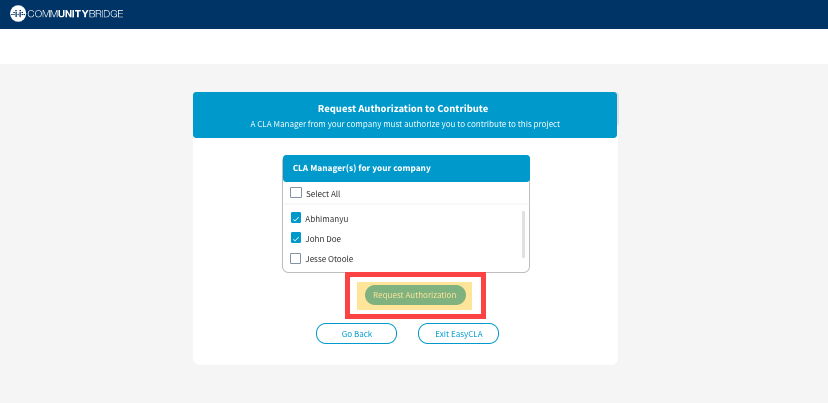 COMMUNITYBRIDGE
Request Authorization to Contribute
A CLA Manager from your company must authorize you to contribute to this project
CLA Manager(s) for your company
Select All
Abhimanyu
John Doe
Jesse Otoole
Request Authorization
Go Back
Exit EasyCLA